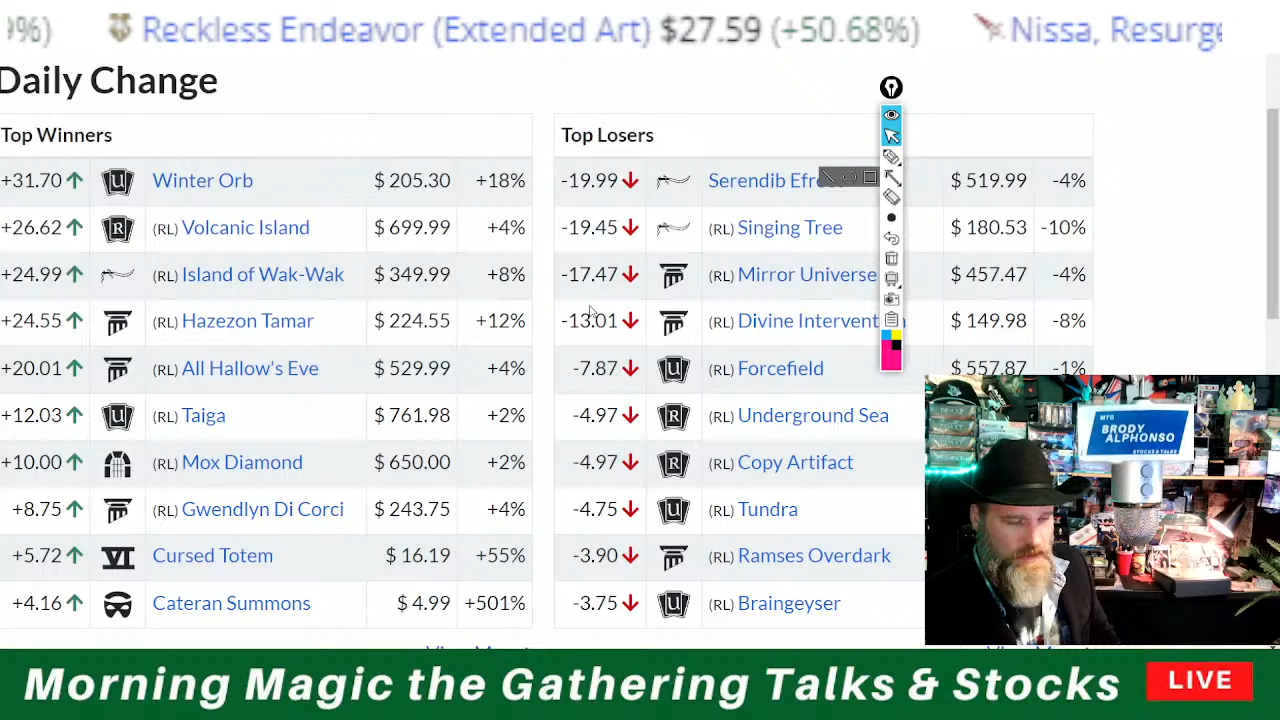 9%) Reckless Endeavor (Extended Art) $27.59 (+50.68%) Nissa, Resurge
Daily Change
Top Winners
+31.70 Winter Orb $ 205.30 +18%
+26.62 (RL) Volcanic Island $ 699.99 +4%
+24.99 (RL) Island of Wak-Wak $ 349.99 +8%
+24.55 (RL) Hazezon Tamar $ 224.55 +12%
+20.01 (RL) All Hallow's Eve $ 529.99 +4%
+12.03 (RL) Taiga $ 761.98 +2%
+10.00 (RL) Mox Diamond $ 650.00 +2%
+8.75 (RL) Gwendlyn Di Corci $ 243.75 +4%
+5.72 Cursed Totem $ 16.19 +55%
+4.16 Cateran Summons $ 4.99 +501%
Top Losers
-19.99 Serendib $ 519.99 -4%
-19.45 (RL) Singing Tree $ 180.53 -10%
-17.47 (RL) Mirror Universe $ 457.47 -4%
-13.01 (RL) Divine $ 149.98 -8%
-7.87 (RL) Forcefield $ 557.87 -1%
-4.97 (RL) Underground Sea
-4.97 (RL) Copy Artifact
-4.75 (RL) Tundra
-3.90 (RL) Ramses Overdark
-3.75 (RL) Braingeyser
MTG
BRODY
ALPHONSO
STOCKS & TALKS
Morning Magic the Gathering Talks & Stocks
LIVE